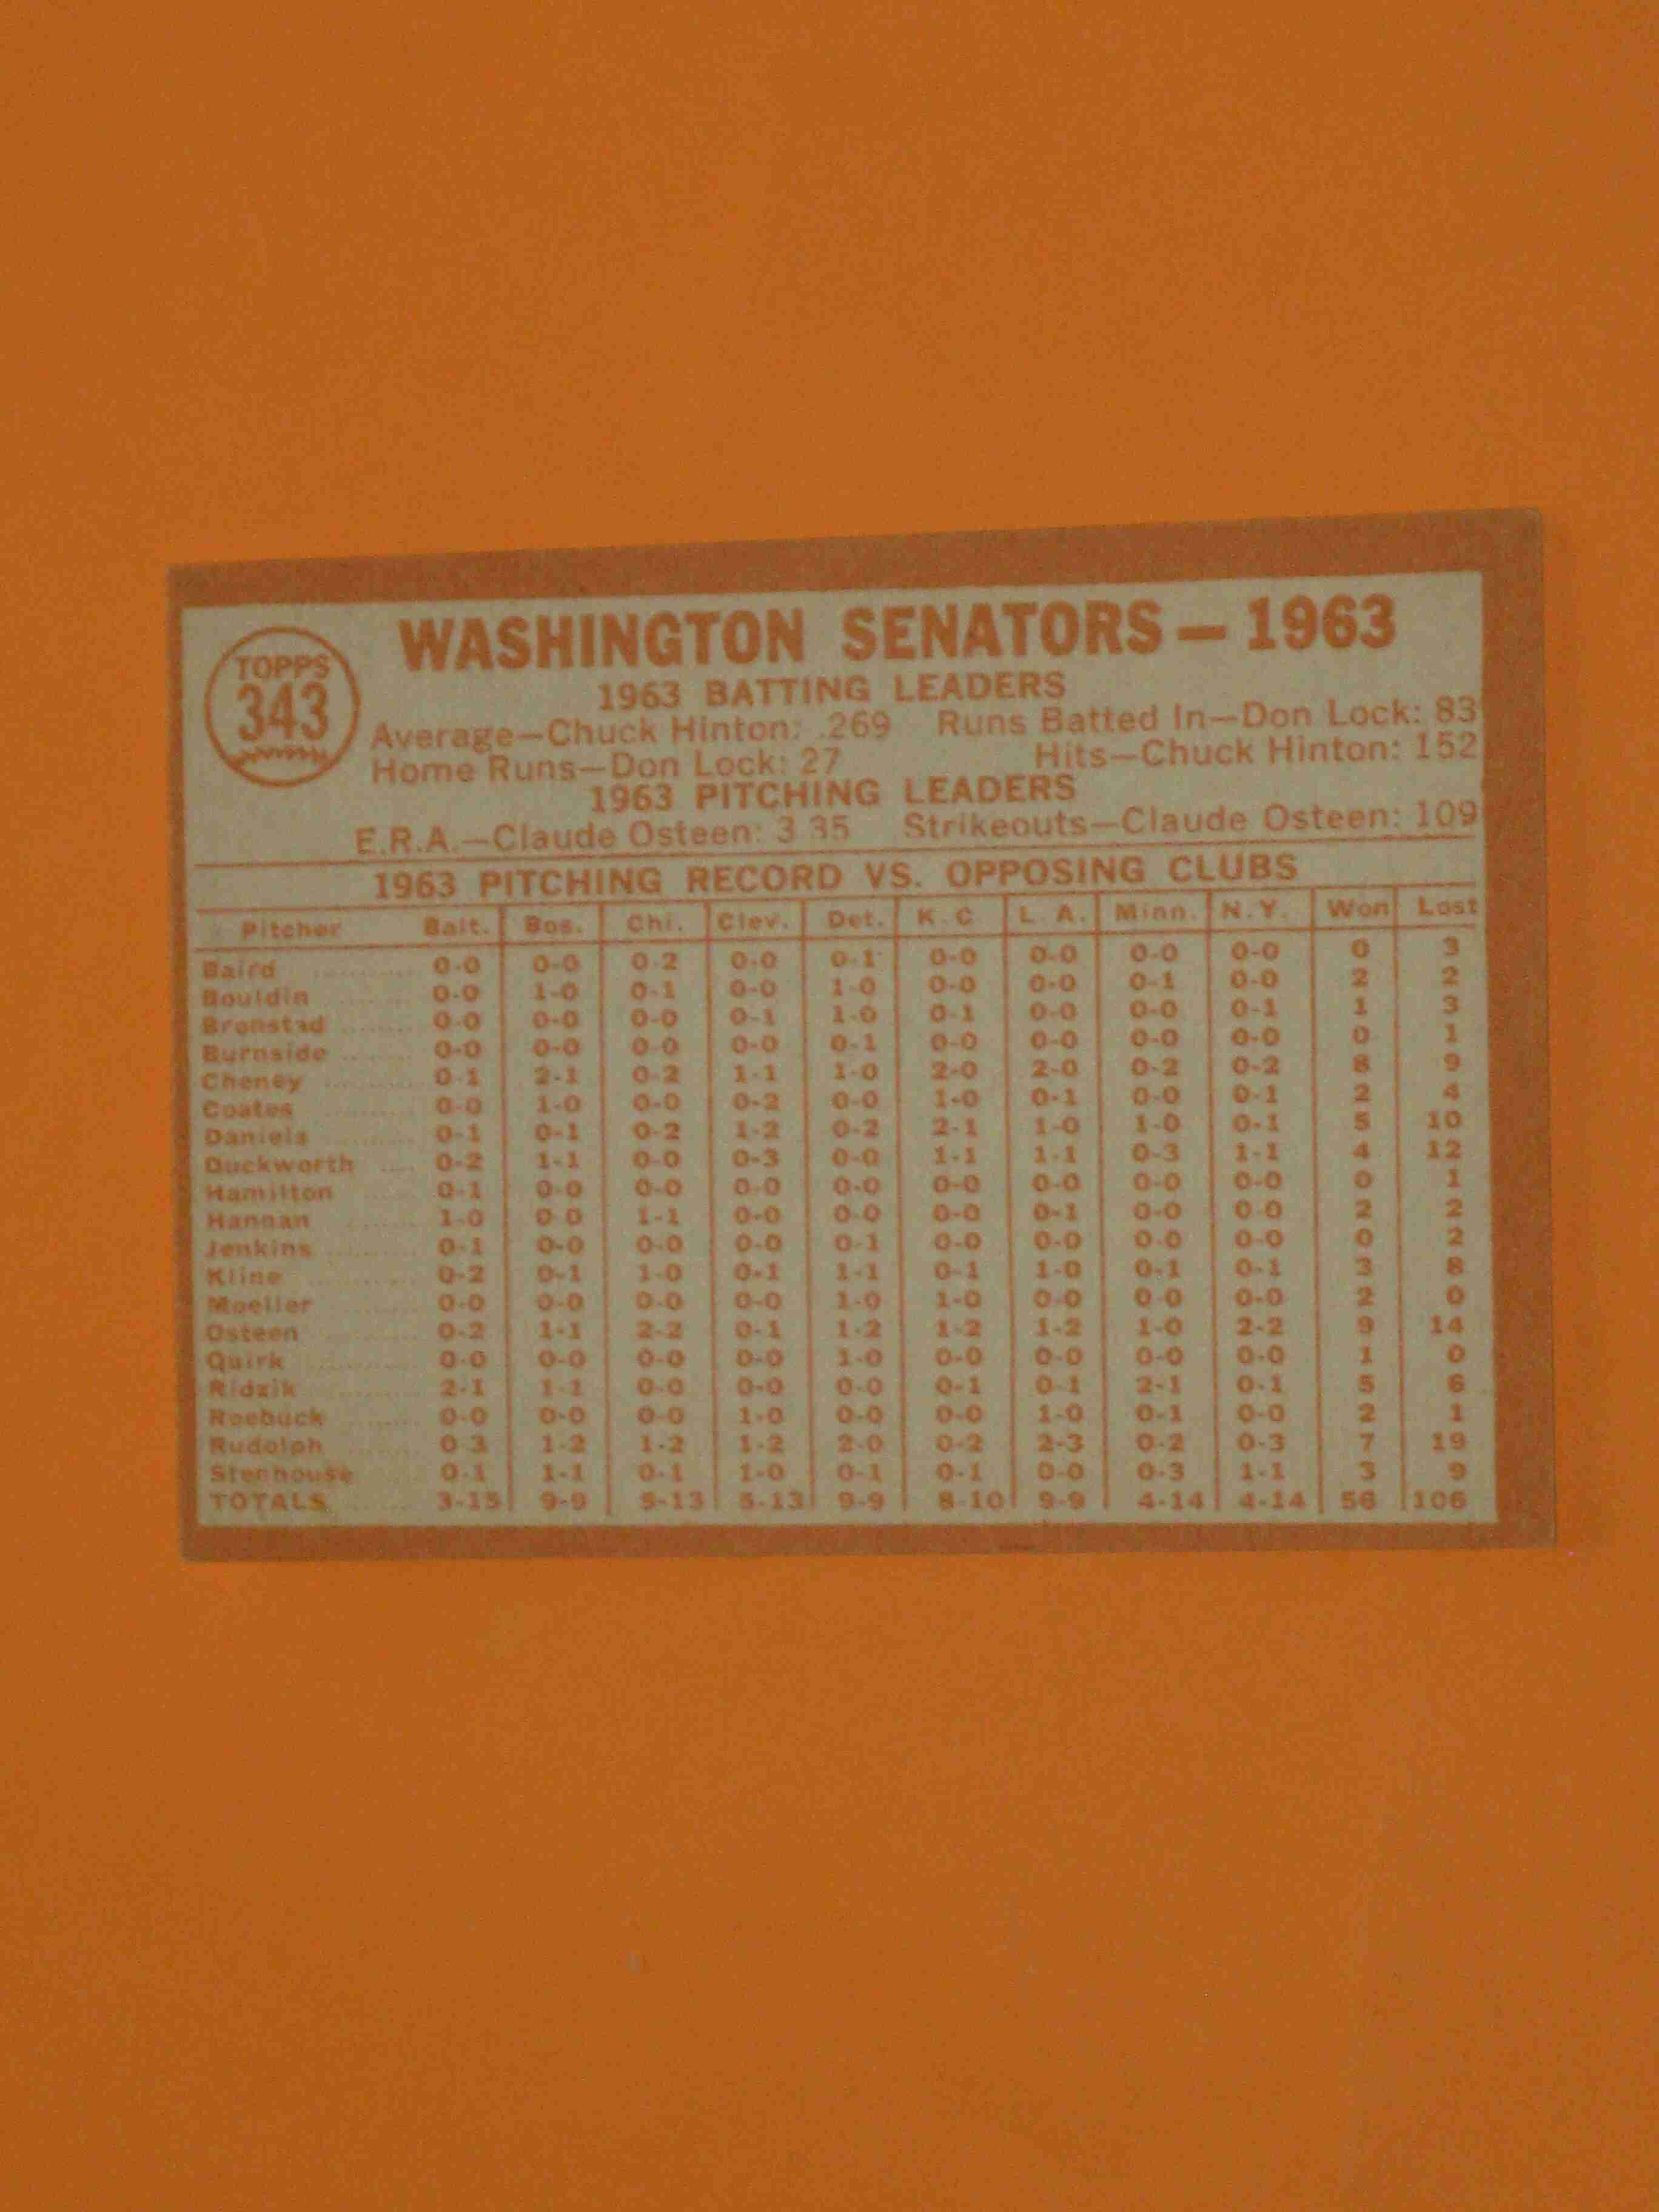 WASHINGTON SENATORS — 1963
TOPPS
343
1963 BATTING LEADERS
Average—Chuck Hinton: .269 Runs Batted In—Don Lock: 83
Home Runs—Don Lock: 27 Hits—Chuck Hinton: 152
1963 PITCHING LEADERS
E.R.A.—Claude Osteen: 3 35 Strikeouts—Claude Osteen: 109
1963 PITCHING RECORD VS. OPPOSING CLUBS
Pitcher Balt. Bos. Chi. Clev. Det. K.C L.A. Minn. N.Y. Won Lost
Baird 0-0 0-0 0-2 0-0 0-1 0-0 0-0 0-0 0-0 0 3
Bouldin 0-0 1-0 0-1 0-0 1-0 0-0 0-0 0-1 0-0 2 2
Bronstad 0-0 0-0 0-0 0-1 1-0 0-1 0-0 0-0 0-1 1 3
Burnside 0-0 0-0 0-0 0-0 0-1 0-0 0-0 0-0 0-0 0 1
Cheney 0-1 2-1 0-2 1-1 1-0 2-0 2-0 0-2 0-2 8 9
Coates 0-0 1-0 0-0 0-2 0-0 1-0 0-1 0-0 0-1 2 4
Daniels 0-1 0-1 0-2 1-2 0-2 2-1 1-0 1-0 0-1 5 10
Duckworth 0-2 1-1 0-0 0-3 0-0 1-1 1-1 0-3 1-1 4 12
Hamilton 0-1 0-0 0-0 0-0 0-0 0-0 0-0 0-0 0-0 0 1
Hannan 1-0 0-0 1-1 0-0 0-0 0-0 0-1 0-0 0-0 2 2
Jenkins 0-1 0-0 0-0 0-0 0-1 0-0 0-0 0-0 0-0 0 2
Kline 0-2 0-1 1-0 0-1 1-1 0-1 1-0 0-1 0-1 3 8
Moeller 0-0 0-0 0-0 0-0 1-0 1-0 0-0 0-0 0-0 2 0
Osteen 0-2 1-1 2-2 0-1 1-2 1-2 1-2 1-0 2-2 9 14
Quirk 0-0 0-0 0-0 0-0 1-0 0-0 0-0 0-0 0-0 1 0
Ridzik 2-1 1-1 0-0 0-0 0-0 0-1 0-1 2-1 0-1 5 6
Roebuck 0-0 0-0 0-0 1-0 0-0 0-0 1-0 0-1 0-0 2 1
Rudolph 0-3 1-2 1-2 1-2 2-0 0-2 2-3 0-2 0-3 7 19
Stenhouse 0-1 1-1 0-1 1-0 0-1 0-1 0-0 0-3 1-1 3 9
TOTALS 3-15 9-9 5-13 5-13 9-9 8-10 9-9 4-14 4-14 56 106